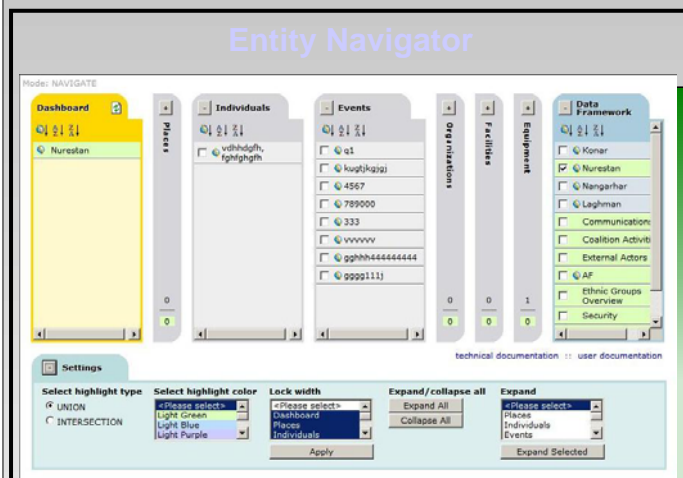 Entity Navigator
Mode: NAVIGATE
Dashboard
Nurestan
Places
0
0
Individuals
vdhhdgfh,
fghfghgfh
Events
q1
kugtjkgjgj
4567
789000
333
vvvvvv
gghhh444444444
gggg111j
Organizations
0
0
Facilities
0
0
Equipment
1
0
Data
Framework
Konar
Nurestan
Nangarhar
Laghman
Communication
Coalition Activiti
External Actors
AF
Ethnic Groups
Overview
Security
technical documentation :: user documentation
Settings
Select highlight type
UNION
INTERSECTION
Select highlight color
<Please select>
Light Green
Light Blue
Light Purple
Lock width
<Please select>
Dashboard
Places
Individuals
Apply
Expand/collapse all
Expand All
Collapse All
Expand
<Please select>
Places
Individuals
Events
Expand Selected